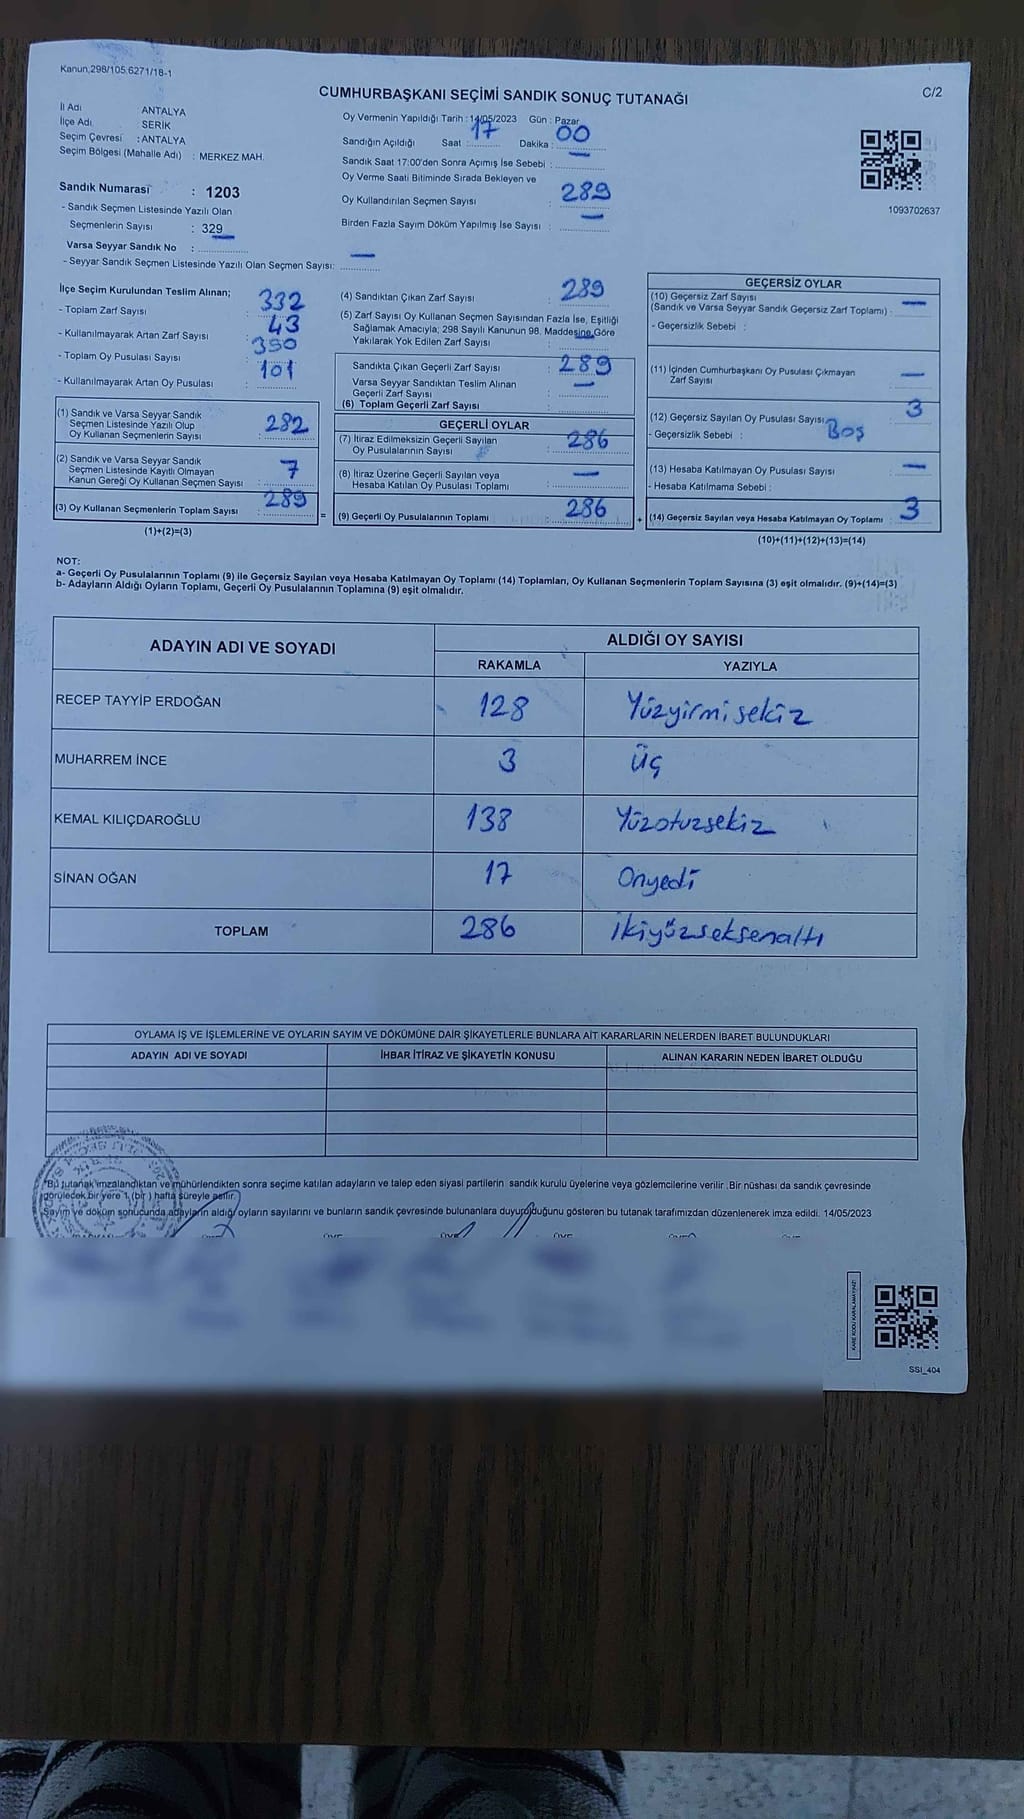 Kanun,298/105,6271/18-1
CUMHURBAŞKANI SEÇİMİ SANDIK SONUÇ TUTANAĞI
C/2
İl Adı ANTALYA
İlçe Adı SERİK
Seçim Çevresi : ANTALYA
Seçim Bölgesi (Mahalle Adı) : MERKEZ MAH.
Sandık Numarası : 1203
- Sandık Seçmen Listesinde Yazılı Olan
Seçmenlerin Sayısı : 329
Varsa Seyyar Sandık No :
- Seyyar Sandık Seçmen Listesinde Yazılı Olan Seçmen Sayısı: —
Oy Vermenin Yapıldığı Tarih : 14/05/2023 Gün : Pazar
Sandığın Açıldığı Saat : 17 Dakika : 00
Sandık Saat 17:00'den Sonra Açımış İse Sebebi : —
Oy Verme Saati Bitiminde Sırada Bekleyen ve
Oy Kullandırılan Seçmen Sayısı : 289
Birden Fazla Sayım Döküm Yapılmış İse Sayısı : —
1093702637
İlçe Seçim Kurulundan Teslim Alınan;
- Toplam Zarf Sayısı : 332
- Kullanılmayarak Artan Zarf Sayısı : 43
- Toplam Oy Pusulası Sayısı : 390
- Kullanılmayarak Artan Oy Pusulası : 101
(1) Sandık ve Varsa Seyyar Sandık
Seçmen Listesinde Yazılı Olup
Oy Kullanan Seçmenlerin Sayısı : 282
(2) Sandık ve Varsa Seyyar Sandık
Seçmen Listesinde Kayıtlı Olmayan
Kanun Gereği Oy Kullanan Seçmen Sayısı : 7
(3) Oy Kullanan Seçmenlerin Toplam Sayısı : 289
(1)+(2)=(3)
(4) Sandıktan Çıkan Zarf Sayısı : 289
(5) Zarf Sayısı Oy Kullanan Seçmen Sayısından Fazla İse, Eşitliği
Sağlamak Amacıyla; 298 Sayılı Kanunun 98. Maddesine Göre
Yakılarak Yok Edilen Zarf Sayısı : —
Sandıkta Çıkan Geçerli Zarf Sayısı : 289
Varsa Seyyar Sandıktan Teslim Alınan
Geçerli Zarf Sayısı : —
(6) Toplam Geçerli Zarf Sayısı :
GEÇERLİ OYLAR
(7) İtiraz Edilmeksizin Geçerli Sayılan
Oy Pusulalarının Sayısı : 286
(8) İtiraz Üzerine Geçerli Sayılan veya
Hesaba Katılan Oy Pusulası Toplamı : —
= (9) Geçerli Oy Pusulalarının Toplamı : 286
GEÇERSİZ OYLAR
(10) Geçersiz Zarf Sayısı
(Sandık ve Varsa Seyyar Sandık Geçersiz Zarf Toplamı) : —
- Geçersizlik Sebebi :
(11) İçinden Cumhurbaşkanı Oy Pusulası Çıkmayan
Zarf Sayısı —
(12) Geçersiz Sayılan Oy Pusulası Sayısı : 3
- Geçersizlik Sebebi : Boş
(13) Hesaba Katılmayan Oy Pusulası Sayısı : —
- Hesaba Katılmama Sebebi :
+ (14) Geçersiz Sayılan veya Hesaba Katılmayan Oy Toplamı : 3
(10)+(11)+(12)+(13)=(14)
NOT:
a- Geçerli Oy Pusulalarının Toplamı (9) ile Geçersiz Sayılan veya Hesaba Katılmayan Oy Toplamı (14) Toplamları, Oy Kullanan Seçmenlerin Toplam Sayısına (3) eşit olmalıdır. (9)+(14)=(3)
b- Adayların Aldığı Oyların Toplamı, Geçerli Oy Pusulalarının Toplamına (9) eşit olmalıdır.
ADAYIN ADI VE SOYADI ALDIĞI OY SAYISI
RAKAMLA YAZIYLA
RECEP TAYYİP ERDOĞAN 128 Yüzyirmisekiz
MUHARREM İNCE 3 üç
KEMAL KILIÇDAROĞLU 138 Yüzotuzsekiz
SİNAN OĞAN 17 Onyedi
TOPLAM 286 ikiyüzseksenaltı
OYLAMA İŞ VE İŞLEMLERİNE VE OYLARIN SAYIM VE DÖKÜMÜNE DAİR ŞİKAYETLERLE BUNLARA AİT KARARLARIN NELERDEN İBARET BULUNDUKLARI
ADAYIN ADI VE SOYADI İHBAR İTİRAZ VE ŞİKAYETİN KONUSU ALINAN KARARIN NEDEN İBARET OLDUĞU
*Bu tutanak imzalandıktan ve mühürlendikten sonra seçime katılan adayların ve talep eden siyasi partilerin sandık kurulu üyelerine veya gözlemcilerine verilir. Bir nüshası da sandık çevresinde
görülecek bir yere 1 (bir ) hafta süreyle asılır.
Sayım ve döküm sonucunda adayların aldığı oyların sayılarını ve bunların sandık çevresinde bulunanlara duyurulduğunu gösteren bu tutanak tarafımızdan düzenlenerek imza edildi. 14/05/2023
KARE KODU KARALAMAYINIZ!
SSI_404